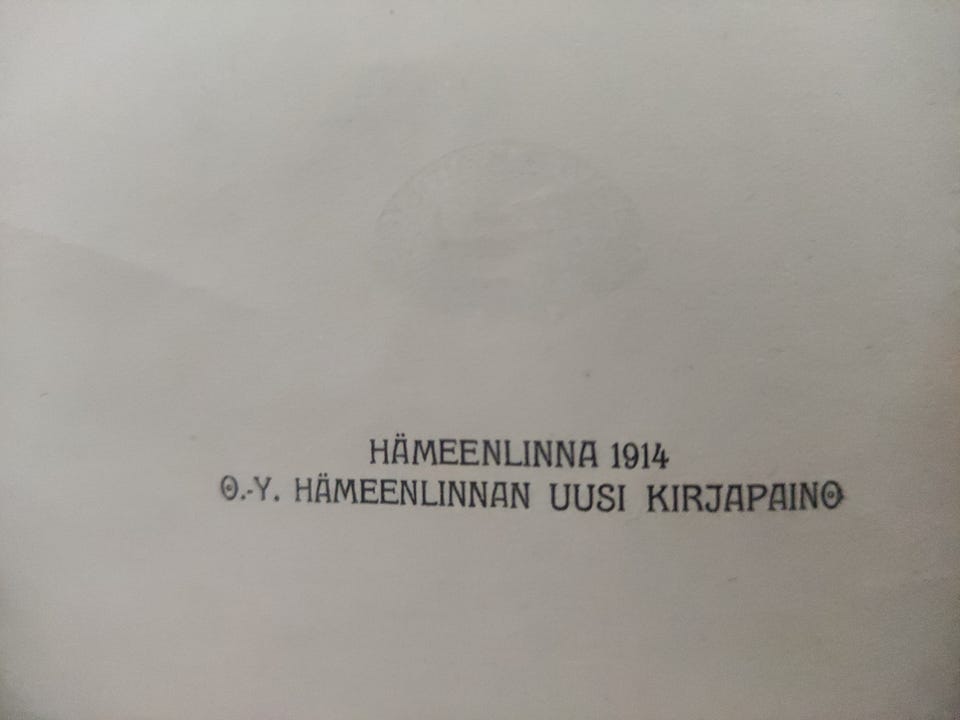 HÄMEENLINNA 1914
O.-Y. HÄMEENLINNAN UUSI KIRJAPAINO